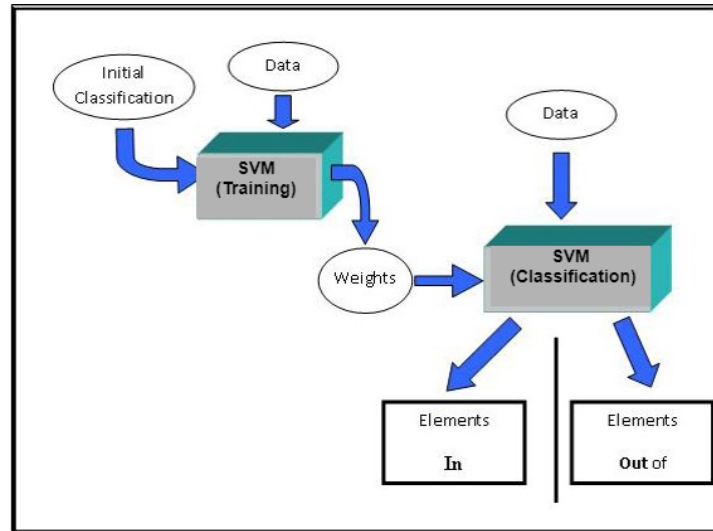 Initial
Classification
Data
SVM
(Training)
Weights
Data
SVM
(Classification)
Elements
In
Elements
Out of